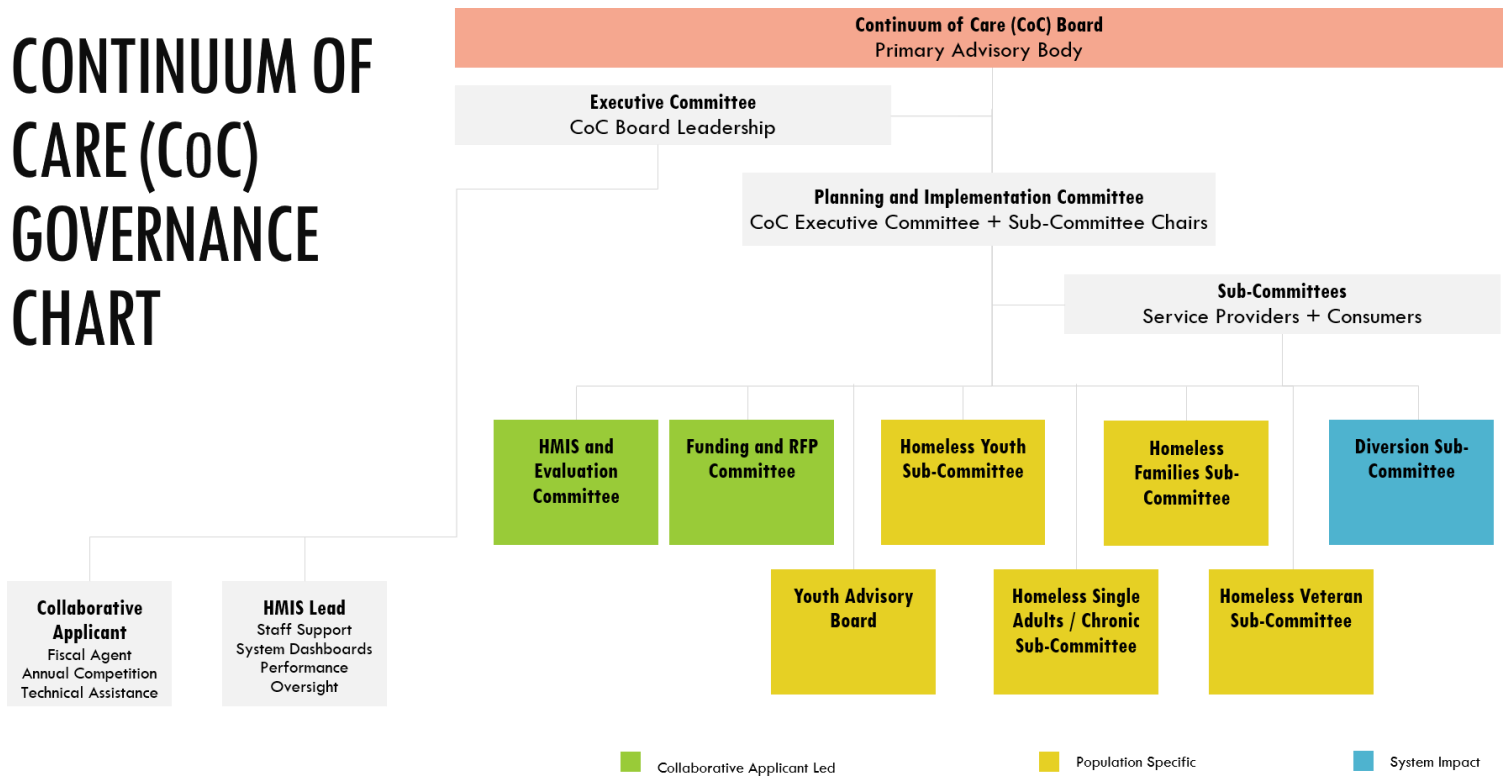 CONTINUUM OF
CARE (CoC)
GOVERNANCE
CHART
Continuum of Care (CoC) Board
Primary Advisory Body
Executive Committee
CoC Board Leadership
Planning and Implementation Committee
CoC Executive Committee + Sub-Committee Chairs
Sub-Committees
Service Providers + Consumers
HMIS and
Evaluation
Committee
Funding and RFP
Committee
Homeless Youth
Sub-Committee
Homeless
Families Sub-
Committee
Diversion Sub-
Committee
Youth Advisory
Board
Homeless Single
Adults / Chronic
Sub-Committee
Homeless Veteran
Sub-Committee
Collaborative
Applicant
Fiscal Agent
Annual Competition
Technical Assistance
HMIS Lead
Staff Support
System Dashboards
Performance
Oversight
Collaborative Applicant Led
Population Specific
System Impact